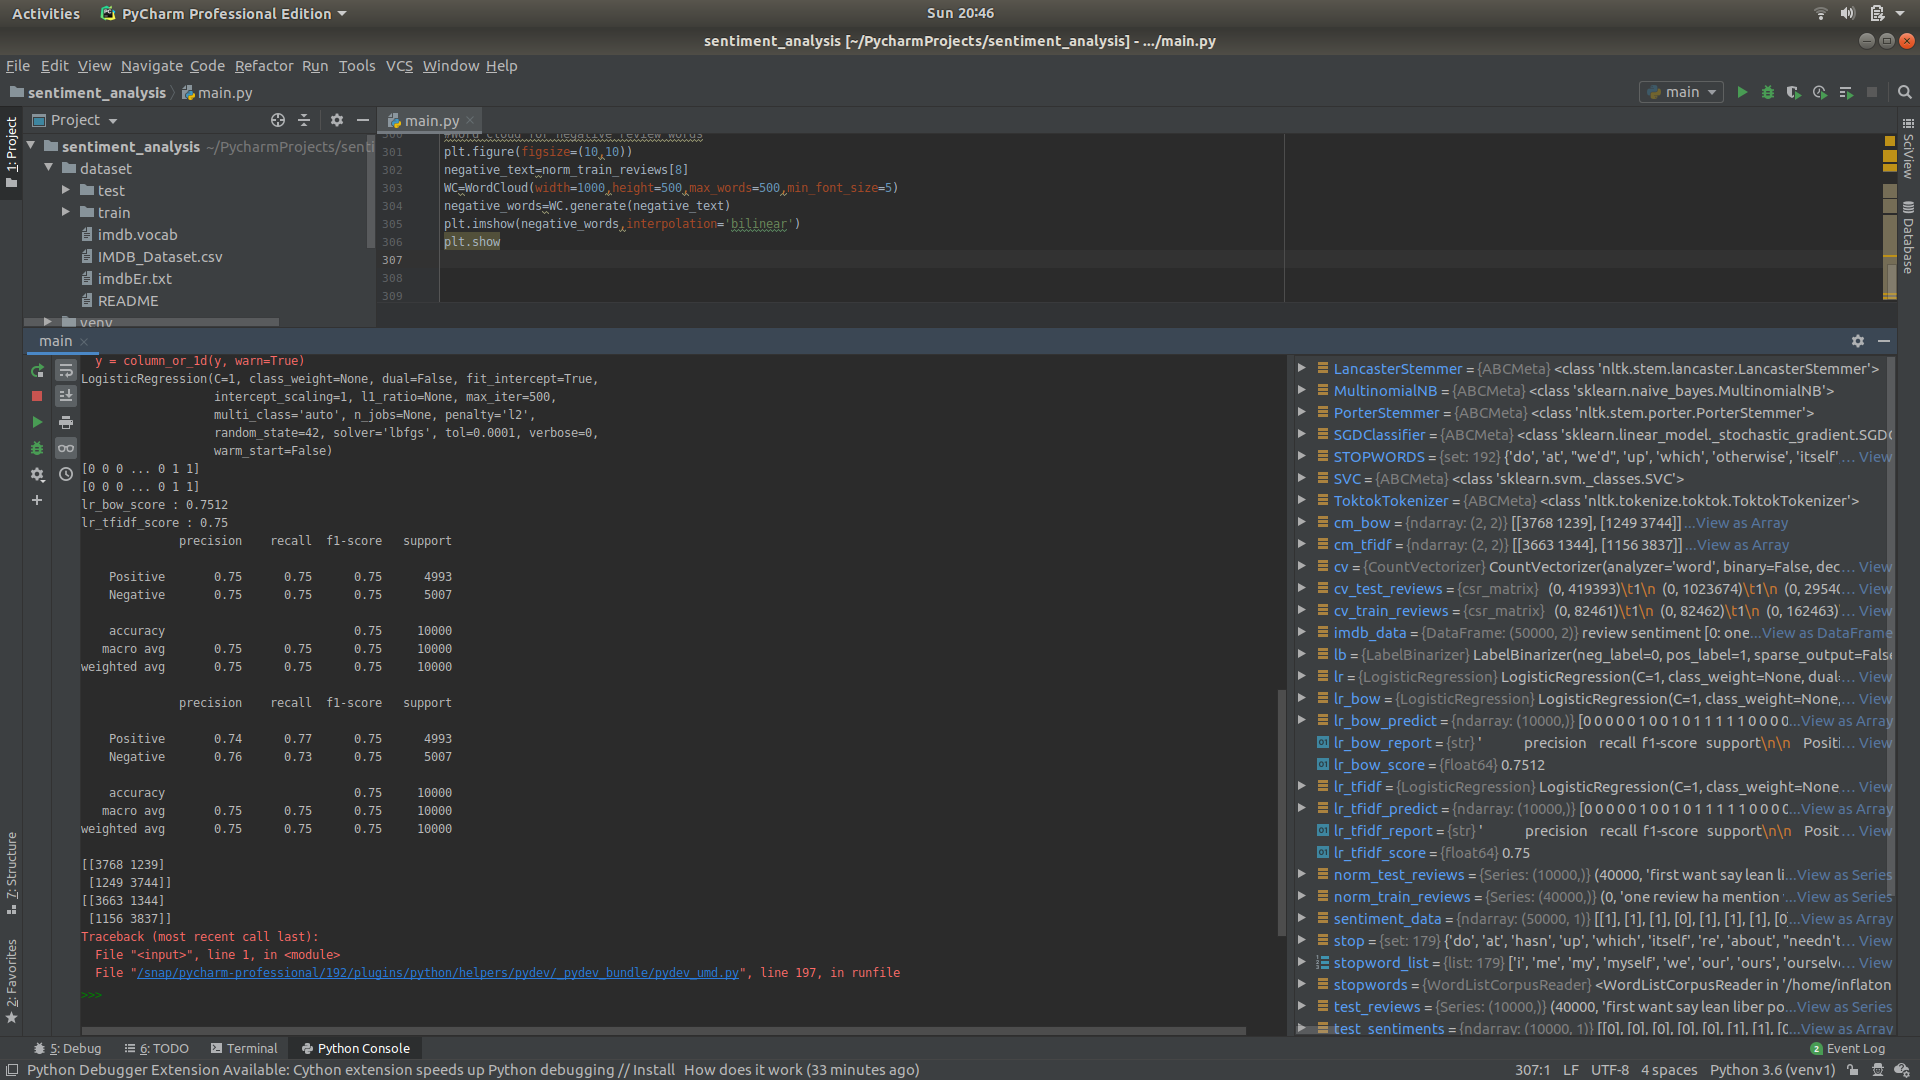 Activities PyCharm Professional Edition Sun 20:46
sentiment_analysis [~/PycharmProjects/sentiment_analysis] - .../main.py
File Edit View Navigate Code Refactor Run Tools VCS Window Help
sentiment_analysis main.py main
1: Project
Project
sentiment_analysis ~/PycharmProjects/senti
dataset
test
train
imdb.vocab
IMDB_Dataset.csv
imdbEr.txt
README
venv
main.py
300 #word cloud for negative review words
301 plt.figure(figsize=(10,10))
302 negative_text=norm_train_reviews[8]
303 WC=WordCloud(width=1000,height=500,max_words=500,min_font_size=5)
304 negative_words=WC.generate(negative_text)
305 plt.imshow(negative_words,interpolation='bilinear')
306 plt.show
307
308
309
SciView
Database
main
y = column_or_1d(y, warn=True)
LogisticRegression(C=1, class_weight=None, dual=False, fit_intercept=True,
intercept_scaling=1, l1_ratio=None, max_iter=500,
multi_class='auto', n_jobs=None, penalty='l2',
random_state=42, solver='lbfgs', tol=0.0001, verbose=0,
warm_start=False)
[0 0 0 ... 0 1 1]
[0 0 0 ... 0 1 1]
lr_bow_score : 0.7512
lr_tfidf_score : 0.75
precision recall f1-score support
Positive 0.75 0.75 0.75 4993
Negative 0.75 0.75 0.75 5007
accuracy 0.75 10000
macro avg 0.75 0.75 0.75 10000
weighted avg 0.75 0.75 0.75 10000
precision recall f1-score support
Positive 0.74 0.77 0.75 4993
Negative 0.76 0.73 0.75 5007
accuracy 0.75 10000
macro avg 0.75 0.75 0.75 10000
weighted avg 0.75 0.75 0.75 10000
[[3768 1239]
[1249 3744]]
[[3663 1344]
[1156 3837]]
Traceback (most recent call last):
File "<input>", line 1, in <module>
File "/snap/pycharm-professional/192/plugins/python/helpers/pydev/_pydev_bundle/pydev_umd.py", line 197, in runfile
>>>
LancasterStemmer = {ABCMeta} <class 'nltk.stem.lancaster.LancasterStemmer'>
MultinomialNB = {ABCMeta} <class 'sklearn.naive_bayes.MultinomialNB'>
PorterStemmer = {ABCMeta} <class 'nltk.stem.porter.PorterStemmer'>
SGDClassifier = {ABCMeta} <class 'sklearn.linear_model._stochastic_gradient.SGDC
STOPWORDS = {set: 192} {'do', 'at', "we'd", 'up', 'which', 'otherwise', 'itself',... View
SVC = {ABCMeta} <class 'sklearn.svm._classes.SVC'>
ToktokTokenizer = {ABCMeta} <class 'nltk.tokenize.toktok.ToktokTokenizer'>
cm_bow = {ndarray: (2, 2)} [[3768 1239], [1249 3744]] ...View as Array
cm_tfidf = {ndarray: (2, 2)} [[3663 1344], [1156 3837]] ...View as Array
cv = {CountVectorizer} CountVectorizer(analyzer='word', binary=False, dec... View
cv_test_reviews = {csr_matrix} (0, 419393)\t1\n (0, 1023674)\t1\n (0, 29540... View
cv_train_reviews = {csr_matrix} (0, 82461)\t1\n (0, 82462)\t1\n (0, 162463)... View
imdb_data = {DataFrame: (50000, 2)} review sentiment [0: one...View as DataFrame
lb = {LabelBinarizer} LabelBinarizer(neg_label=0, pos_label=1, sparse_output=False
lr = {LogisticRegression} LogisticRegression(C=1, class_weight=None, dual=... View
lr_bow = {LogisticRegression} LogisticRegression(C=1, class_weight=None,... View
lr_bow_predict = {ndarray: (10000,)} [0 0 0 0 0 1 0 0 1 0 1 1 1 1 1 0 0 0 0...View as Array
lr_bow_report = {str} ' precision recall f1-score support\n\n Positi... View
lr_bow_score = {float64} 0.7512
lr_tfidf = {LogisticRegression} LogisticRegression(C=1, class_weight=None... View
lr_tfidf_predict = {ndarray: (10000,)} [0 0 0 0 0 1 0 0 1 0 1 1 1 1 1 0 0 0 0...View as Array
lr_tfidf_report = {str} ' precision recall f1-score support\n\n Posit... View
lr_tfidf_score = {float64} 0.75
norm_test_reviews = {Series: (10000,)} (40000, 'first want say lean li...View as Series
norm_train_reviews = {Series: (40000,)} (0, 'one review ha mention ...View as Series
sentiment_data = {ndarray: (50000, 1)} [[1], [1], [1], [0], [1], [1], [1], [0...View as Array
stop = {set: 179} {'do', 'at', 'hasn', 'up', 'which', 'itself', 're', 'about', "needn't... View
stopword_list = {list: 179} ['i', 'me', 'my', 'myself', 'we', 'our', 'ours', 'ourselve... View
stopwords = {WordListCorpusReader} <WordListCorpusReader in '/home/inflaton... View
test_reviews = {Series: (10000,)} (40000, 'first want say lean liber po...View as Series
test_sentiments = {ndarray: (10000, 1)} [[0], [0], [0], [0], [0], [1], [1], [0...View as Array
7: Structure
2: Favorites
5: Debug 6: TODO Terminal Python Console 2 Event Log
Python Debugger Extension Available: Cython extension speeds up Python debugging // Install How does it work (33 minutes ago) 307:1 LF UTF-8 4 spaces Python 3.6 (venv1)